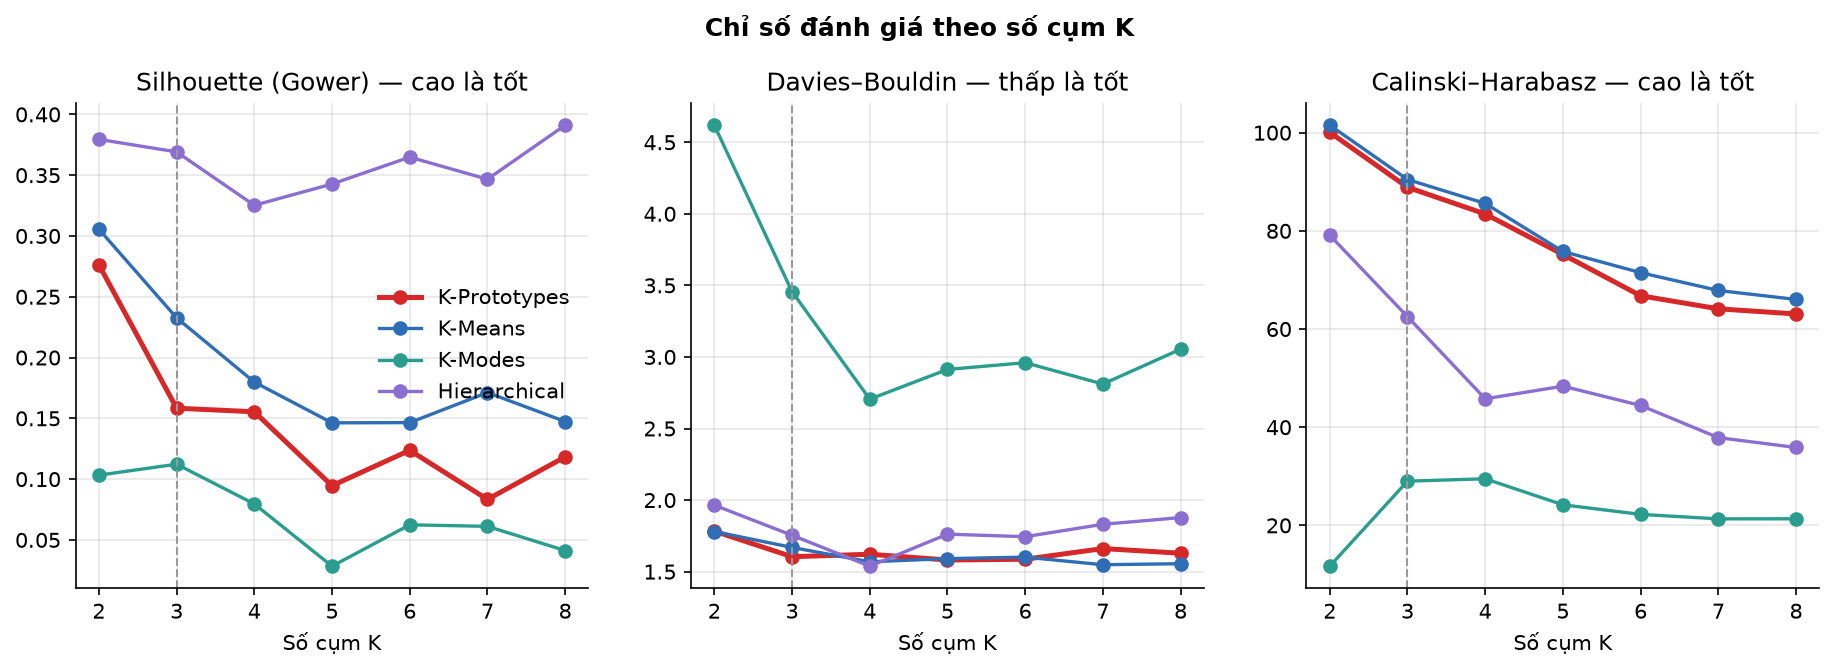 Chỉ số đánh giá theo số cụm K
Silhouette (Gower) — cao là tốt
0.40
0.35
0.30
0.25
0.20
0.15
0.10
0.05
K-Prototypes
K-Means
K-Modes
Hierarchical
2 3 4 5 6 7 8
Số cụm K
Davies–Bouldin — thấp là tốt
4.5
4.0
3.5
3.0
2.5
2.0
1.5
2 3 4 5 6 7 8
Số cụm K
Calinski–Harabasz — cao là tốt
100
80
60
40
20
2 3 4 5 6 7 8
Số cụm K